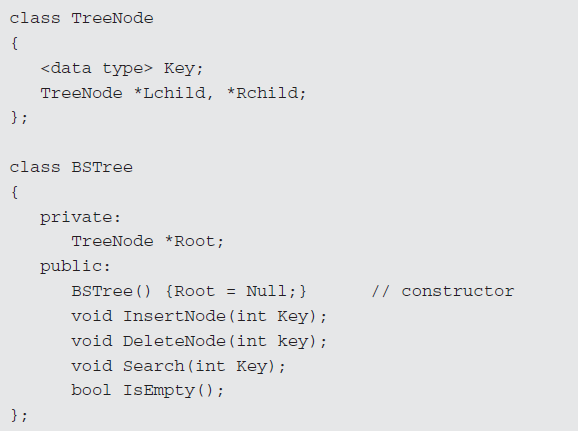 class TreeNode
{
<data type> Key;
TreeNode *Lchild, *Rchild;
};
class BSTree
{
private:
TreeNode *Root;
public:
BSTree() {Root = Null;} // constructor
void InsertNode(int Key);
void DeleteNode(int key);
void Search(int Key);
bool IsEmpty();
};